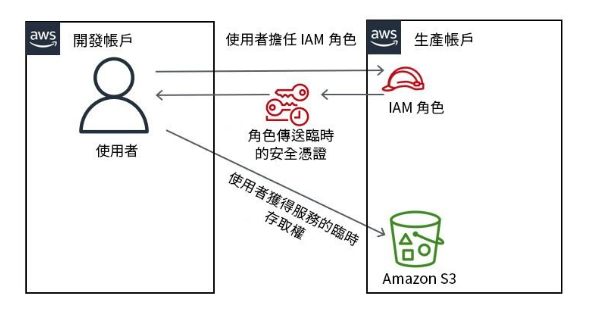 aws
開發帳戶
使用者擔任 IAM 角色
aws
生產帳戶
IAM 角色
使用者
角色傳送臨時
的安全憑證
使用者獲得服務的臨時
存取權
Amazon S3